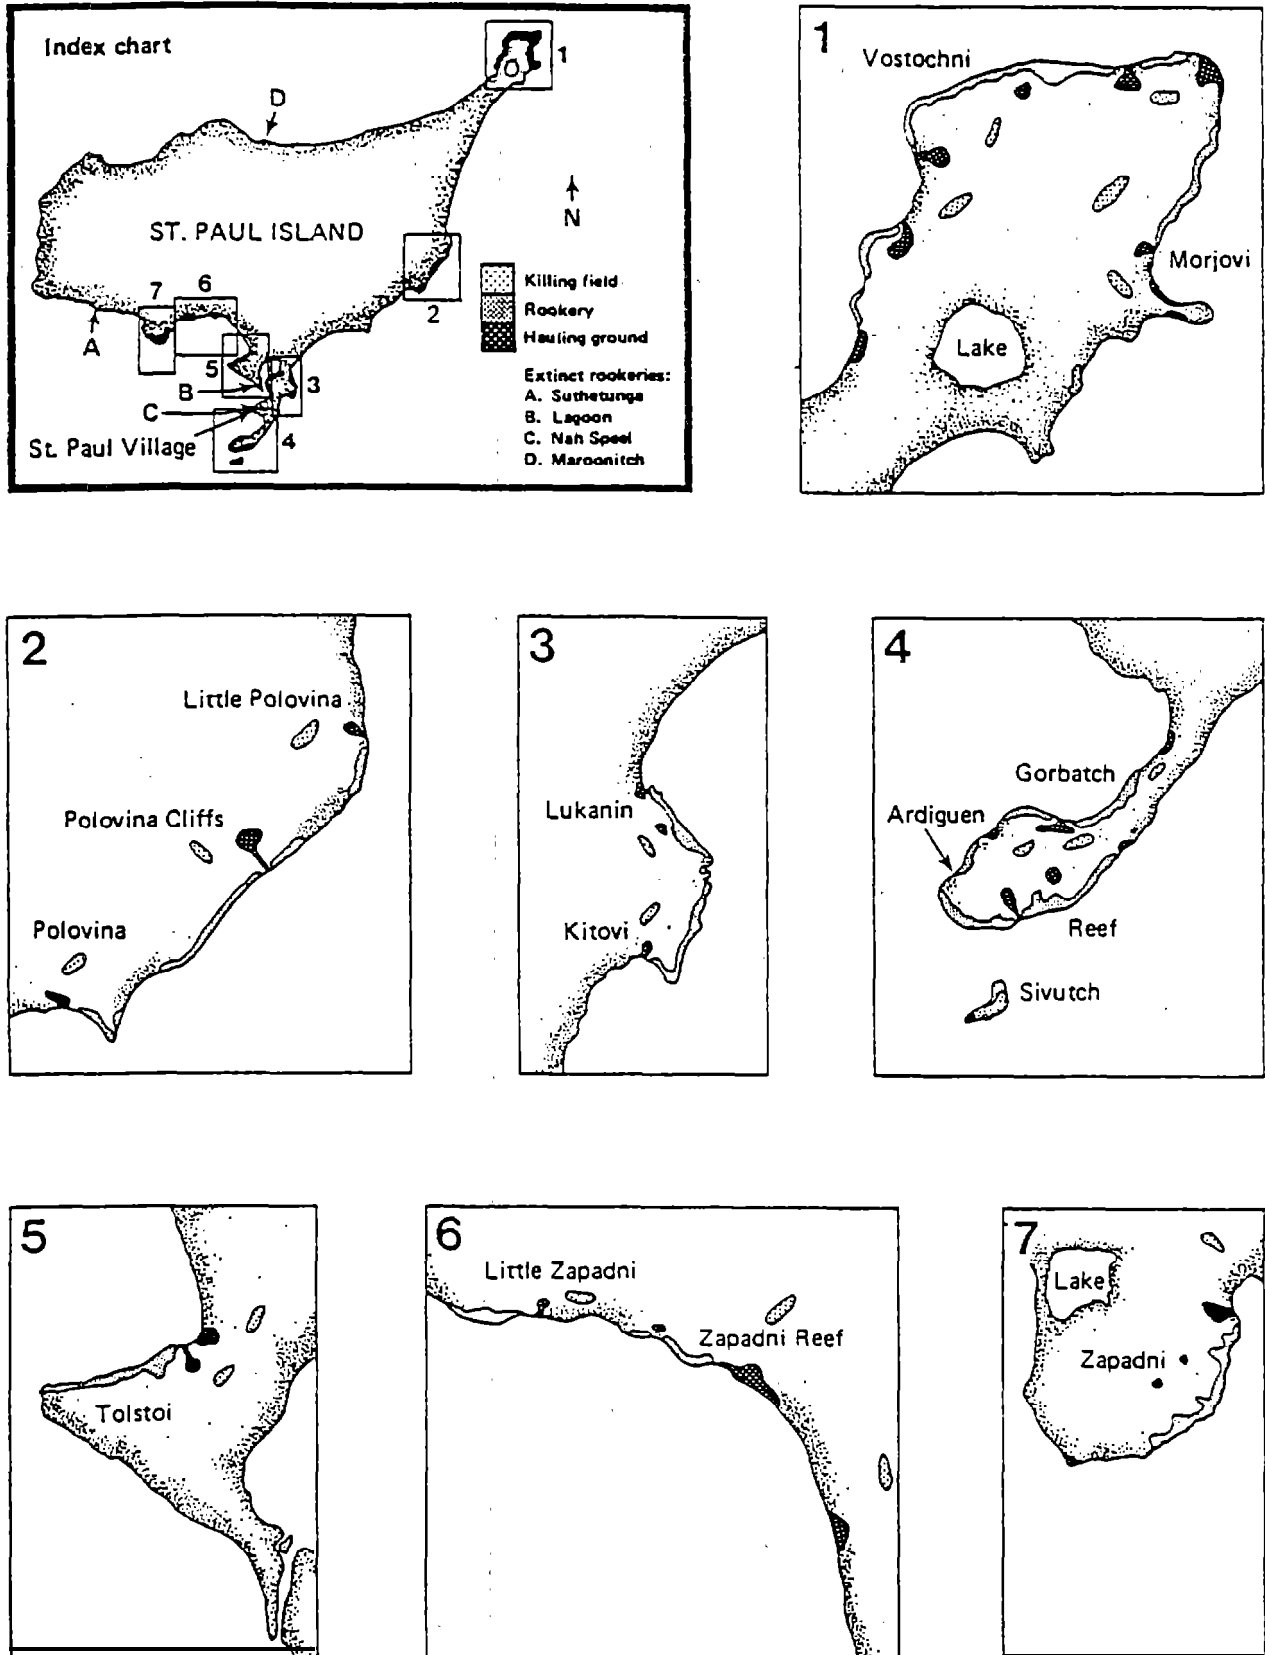 Index chart
1
D
N
ST. PAUL ISLAND
7
6
Killing field
Rookery
Hauling ground
2
A
5
B
3
C
4
St. Paul Village
Extinct rookeries:
A. Suthetunga
B. Lagoon
C. Nah Speel
D. Maroonitch
1
Vostochni
Morjovi
Lake
2
Little Polovina
Polovina Cliffs
Polovina
3
Lukanin
Kitovi
4
Gorbatch
Ardiguen
Reef
Sivutch
5
Tolstoi
6
Little Zapadni
Zapadni Reef
7
Lake
Zapadni